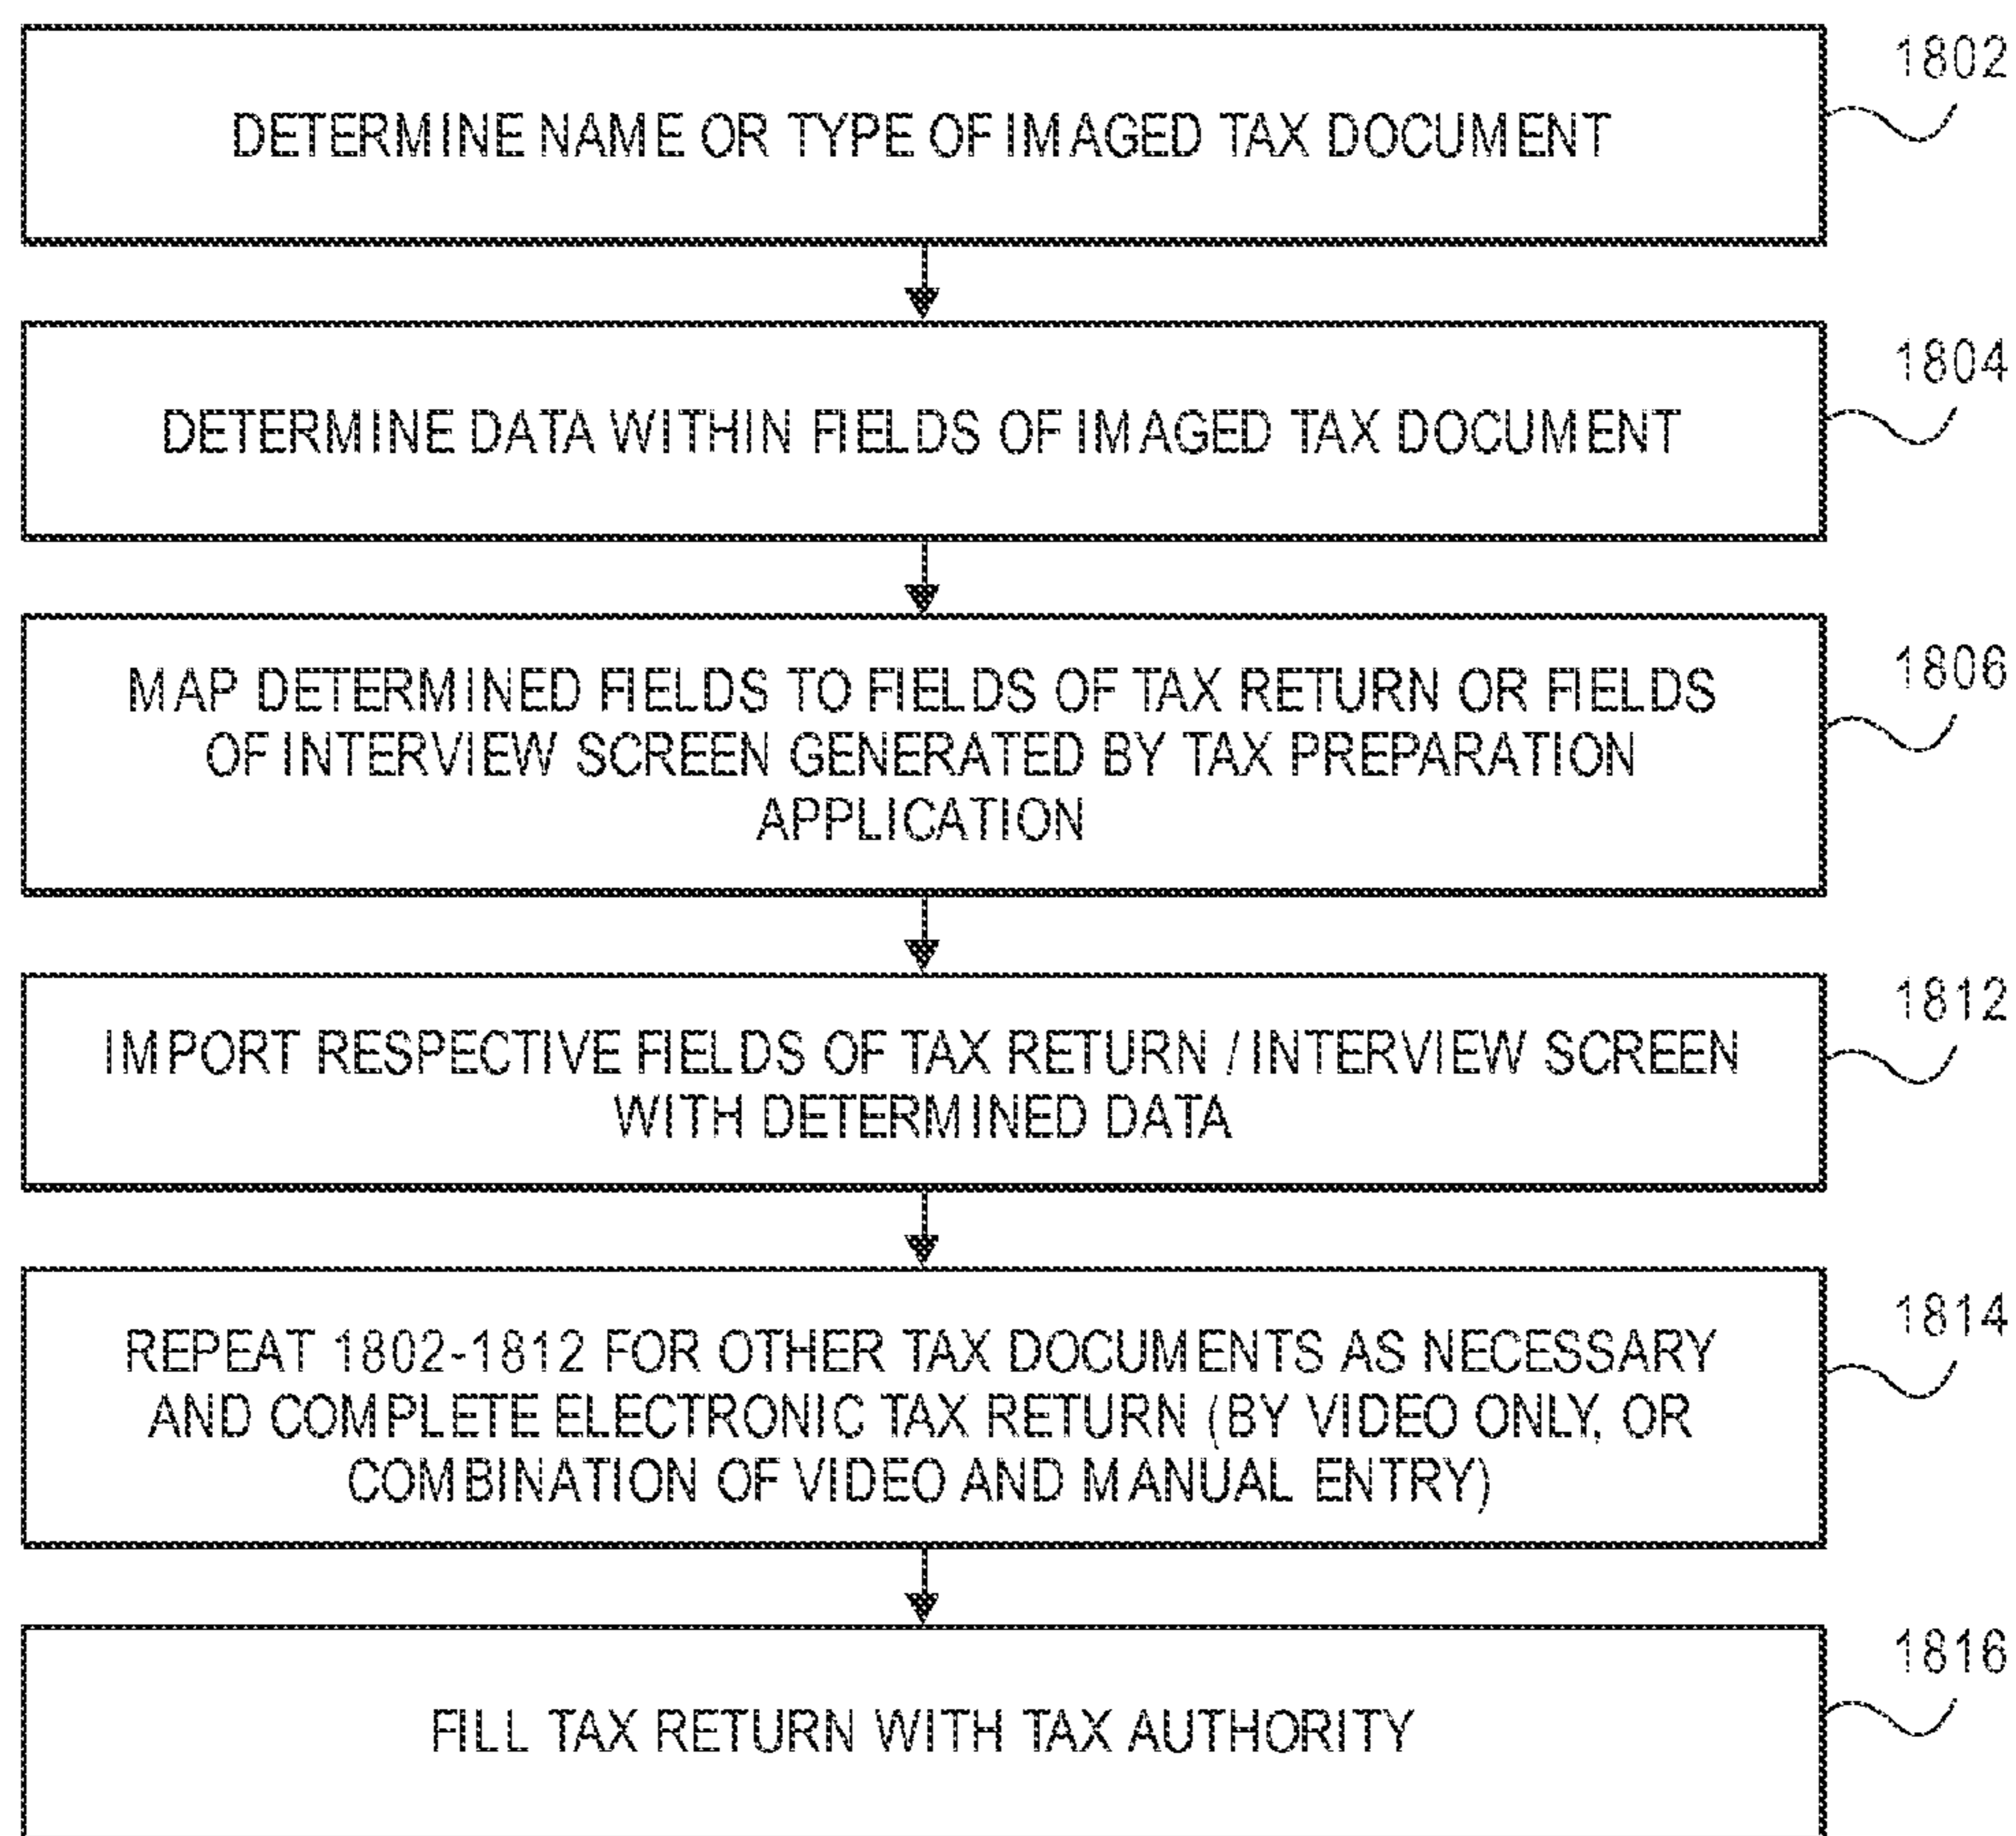 1802
DETERMINE NAME OR TYPE OF IMAGED TAX DOCUMENT
1804
DETERMINE DATA WITHIN FIELDS OF IMAGED TAX DOCUMENT
1806
MAP DETERMINED FIELDS TO FIELDS OF TAX RETURN OR FIELDS
OF INTERVIEW SCREEN GENERATED BY TAX PREPARATION
APPLICATION
1812
IMPORT RESPECTIVE FIELDS OF TAX RETURN / INTERVIEW SCREEN
WITH DETERMINED DATA
1814
REPEAT 1802-1812 FOR OTHER TAX DOCUMENTS AS NECESSARY
AND COMPLETE ELECTRONIC TAX RETURN (BY VIDEO ONLY, OR
COMBINATION OF VIDEO AND MANUAL ENTRY)
1816
FILL TAX RETURN WITH TAX AUTHORITY